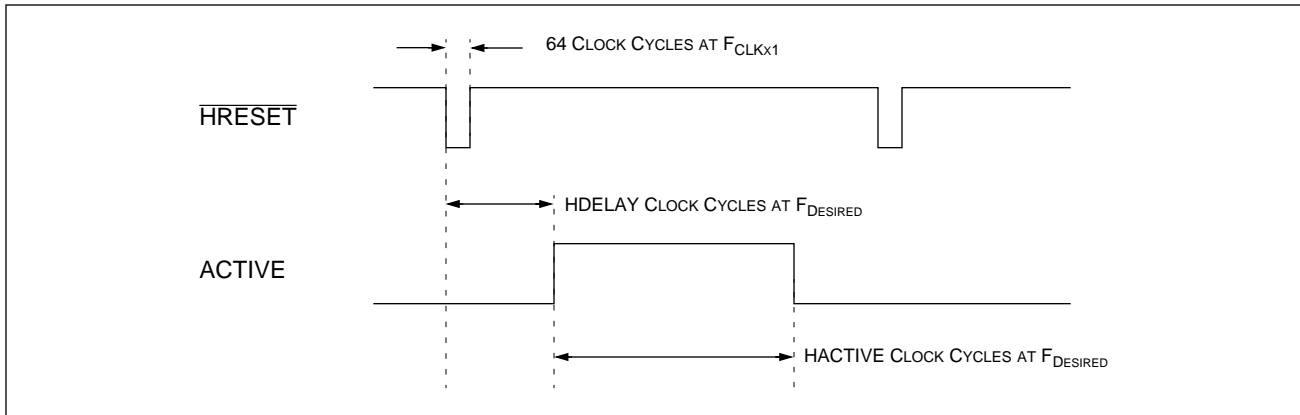 64 CLOCK CYCLES AT FCLKX1
HRESET
HDELAY CLOCK CYCLES AT FDESIRED
ACTIVE
HACTIVE CLOCK CYCLES AT FDESIRED